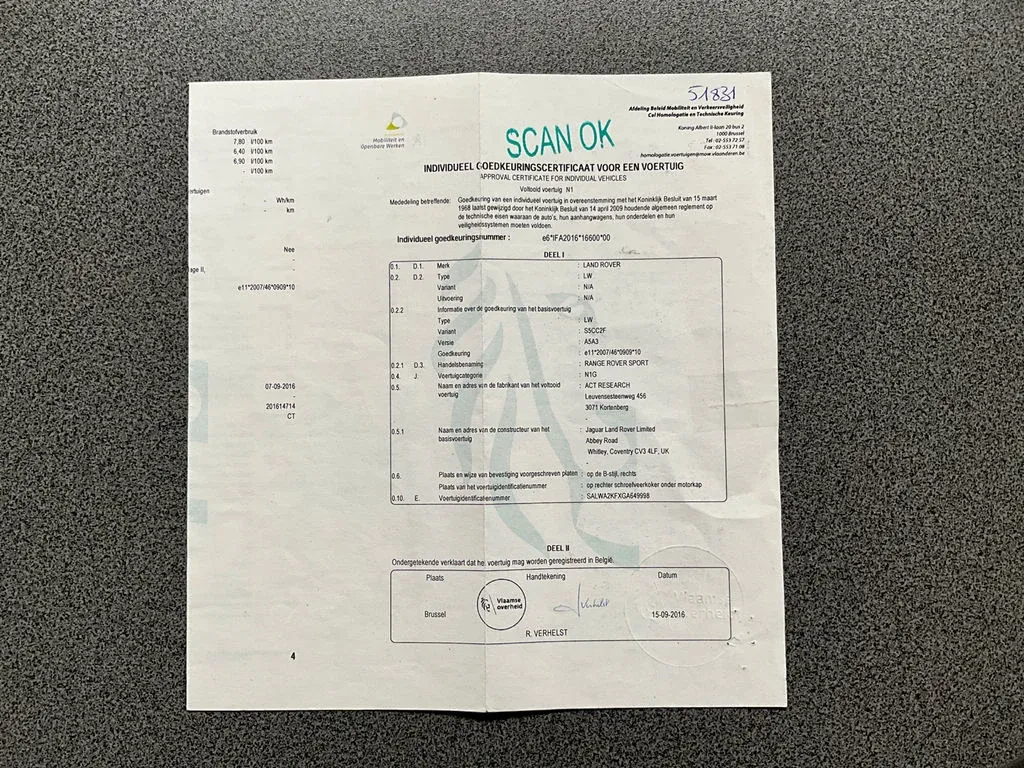 Brandstofverbruik
7,80 l/100 km
6,40 l/100 km
6,90 l/100 km
- l/100 km
- Wh/km
- km
Nee
-
-
e11*2007/46*0909*10
07-09-2016
-
201614714
CT
4
51831
Mobiliteit en
Openbare Werken
SCAN OK
Afdeling Beleid Mobiliteit en Verkeersveiligheid
Cel Homologatie en Technische Keuring
Koning Albert II-laan 20 bus 2
1000 Brussel
Tel : 02-553 72 57
Fax : 02-553 71 08
homologatie.voertuigen@mow.vlaanderen.be
INDIVIDUEEL GOEDKEURINGSCERTIFICAAT VOOR EEN VOERTUIG
APPROVAL CERTIFICATE FOR INDIVIDUAL VEHICLES
Voltooid voertuig N1
Mededeling betreffende: Goedkeuring van een individueel voertuig in overeenstemming met het Koninklijk Besluit van 15 maart
1968 laatst gewijzigd door het Koninklijk Besluit van 14 april 2009 houdende algemeen reglement op
de technische eisen waaraan de auto's, hun aanhangwagens, hun onderdelen en hun
veiligheidssystemen moeten voldoen.
Individueel goedkeuringsnummer : e6*IFA2016*16600*00
DEEL I
0.1. D.1. Merk : LAND ROVER
0.2. D.2. Type : LW
Variant : N/A
Uitvoering : N/A
0.2.2 Informatie over de goedkeuring van het basisvoertuig
Type : LW
Variant : S5CC2F
Versie : A5A3
Goedkeuring : e11*2007/46*0909*10
0.2.1 D.3. Handelsbenaming : RANGE ROVER SPORT
0.4. J. Voertuigcategorie : N1G
0.5. Naam en adres van de fabrikant van het voltooid : ACT RESEARCH
voertuig Leuvensesteenweg 456
3071 Kortenberg
-
0.5.1 Naam en adres van de constructeur van het : Jaguar Land Rover Limited
basisvoertuig Abbey Road
Whitley, Coventry CV3 4LF, UK
-
0.6. Plaats en wijze van bevestiging voorgeschreven platen : op de B-stijl, rechts
Plaats van het voertuigidentificatienummer : op rechter schroefveerkoker onder motorkap
0.10. E. Voertuigidentificatienummer : SALWA2KFXGA649998
DEEL II
Ondergetekende verklaart dat het voertuig mag worden geregistreerd in België.
Plaats Handtekening Datum
Brussel Vlaamse
overheid Verhelst 15-09-2016
R. VERHELST